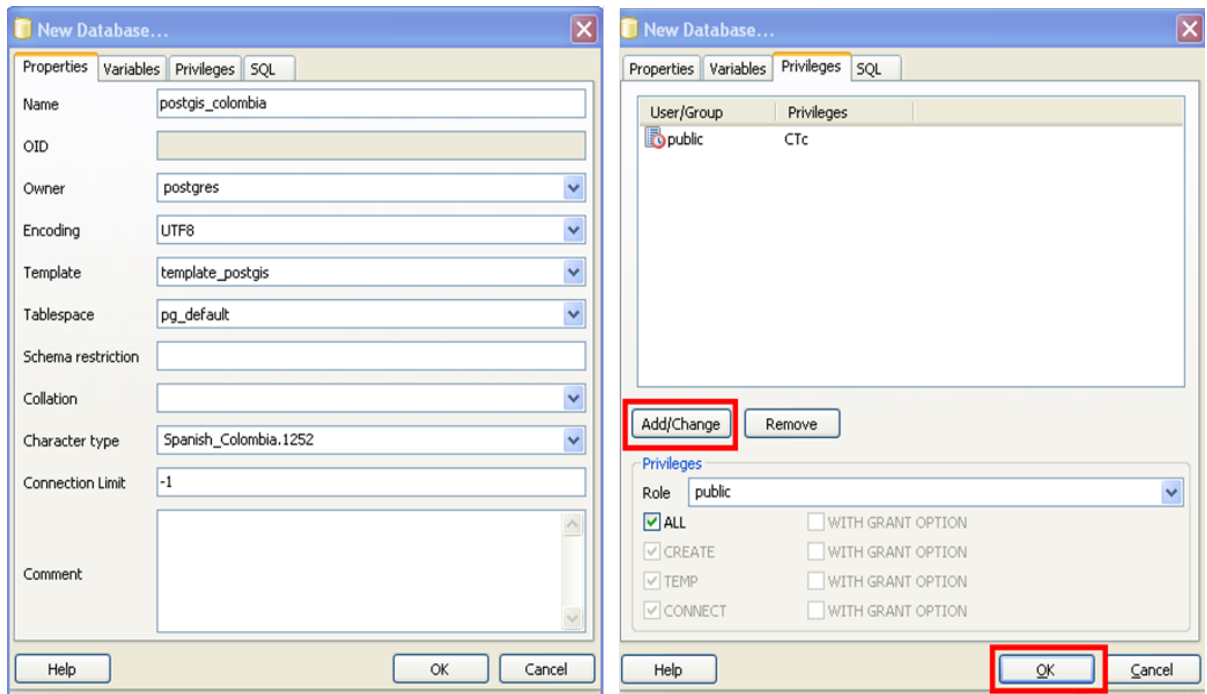 New Database...
Properties Variables Privileges SQL
Name postgis_colombia
OID
Owner postgres
Encoding UTF8
Template template_postgis
Tablespace pg_default
Schema restriction
Collation
Character type Spanish_Colombia.1252
Connection Limit -1
Comment
Help OK Cancel
New Database...
Properties Variables Privileges SQL
User/Group Privileges
public CTc
Add/Change Remove
Privileges
Role public
ALL WITH GRANT OPTION
CREATE WITH GRANT OPTION
TEMP WITH GRANT OPTION
CONNECT WITH GRANT OPTION
Help OK Cancel